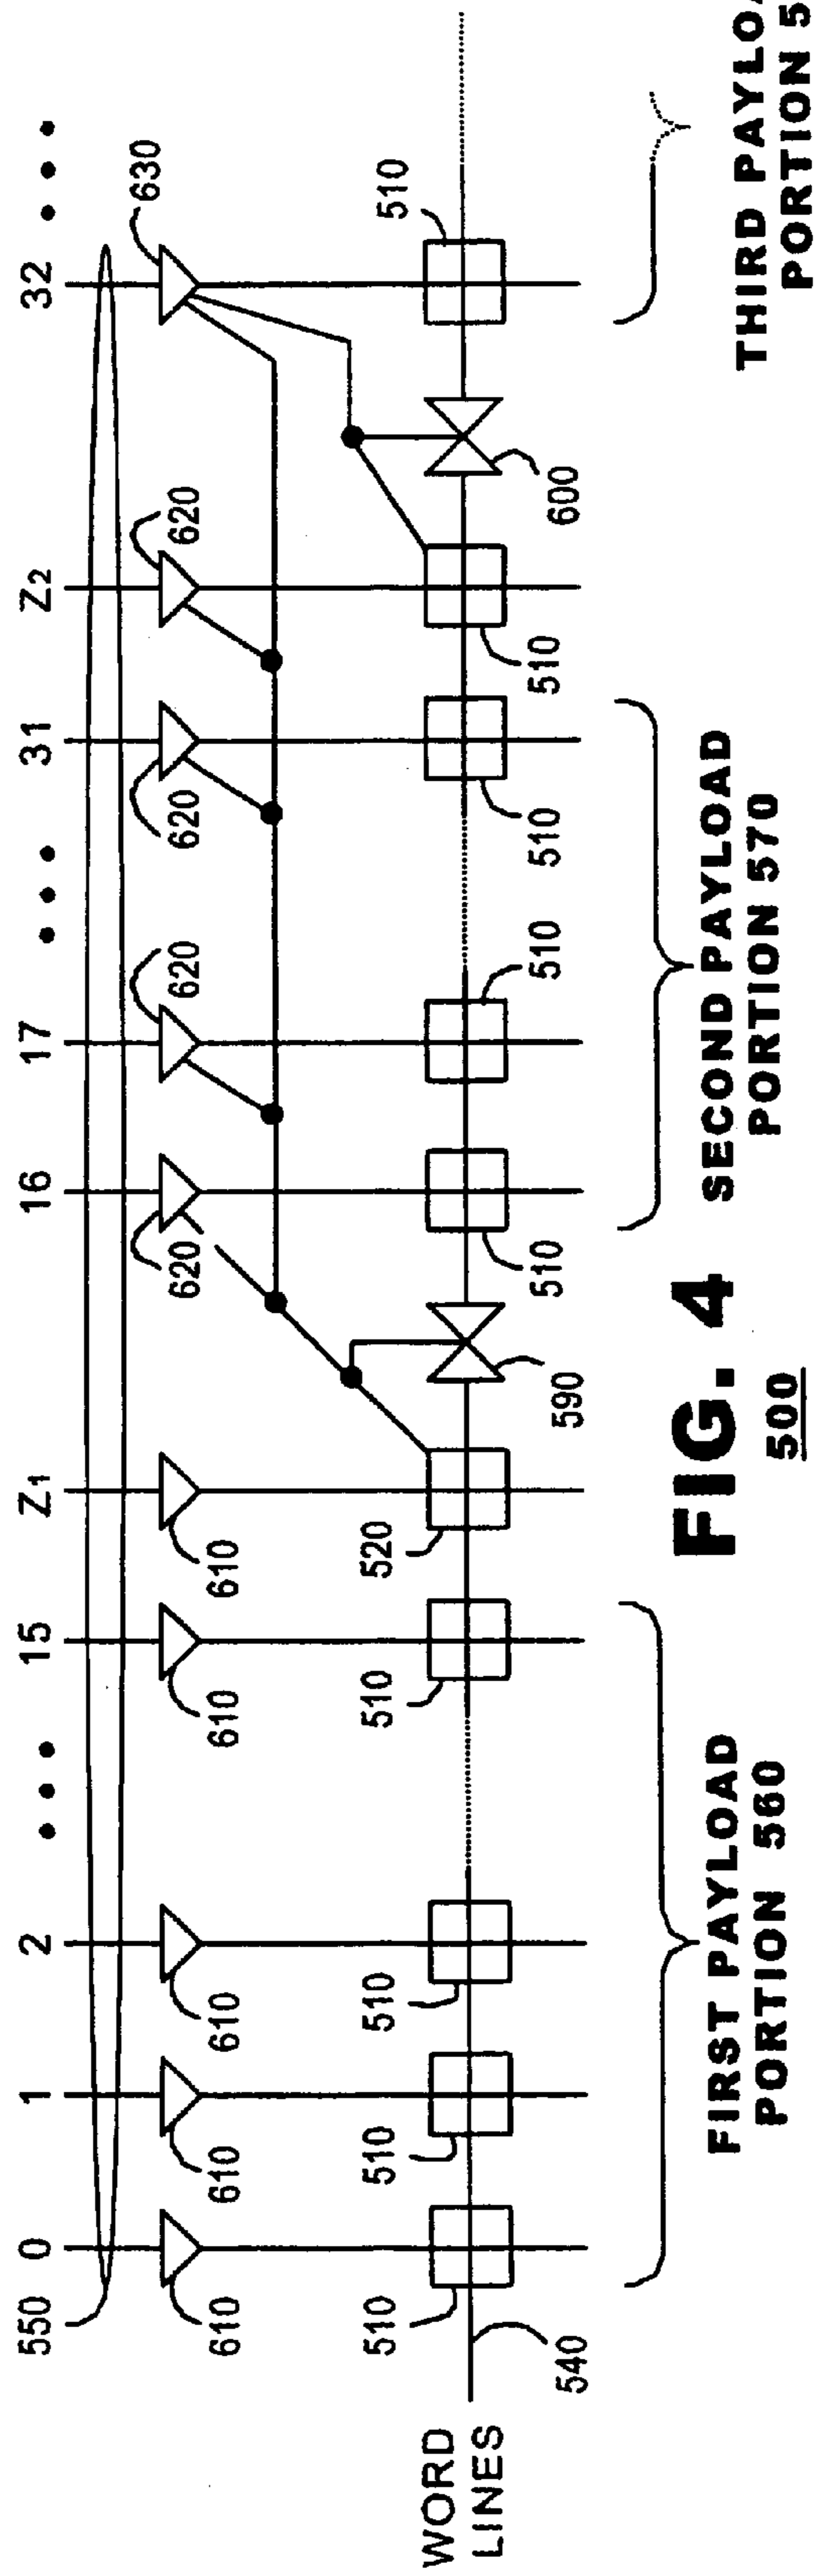 550 0 1 2 • • • 15 Z1 16 17 • • • 31 Z2 32 • • •
610 610 610 610 610 620 620 620 620 630
510 510 510 510 520 510 510 510 510 510
WORD
LINES
540 590 600
FIRST PAYLOAD
PORTION 560
SECOND PAYLOAD
PORTION 570
THIRD PAYLOA
PORTION 5
FIG. 4
500